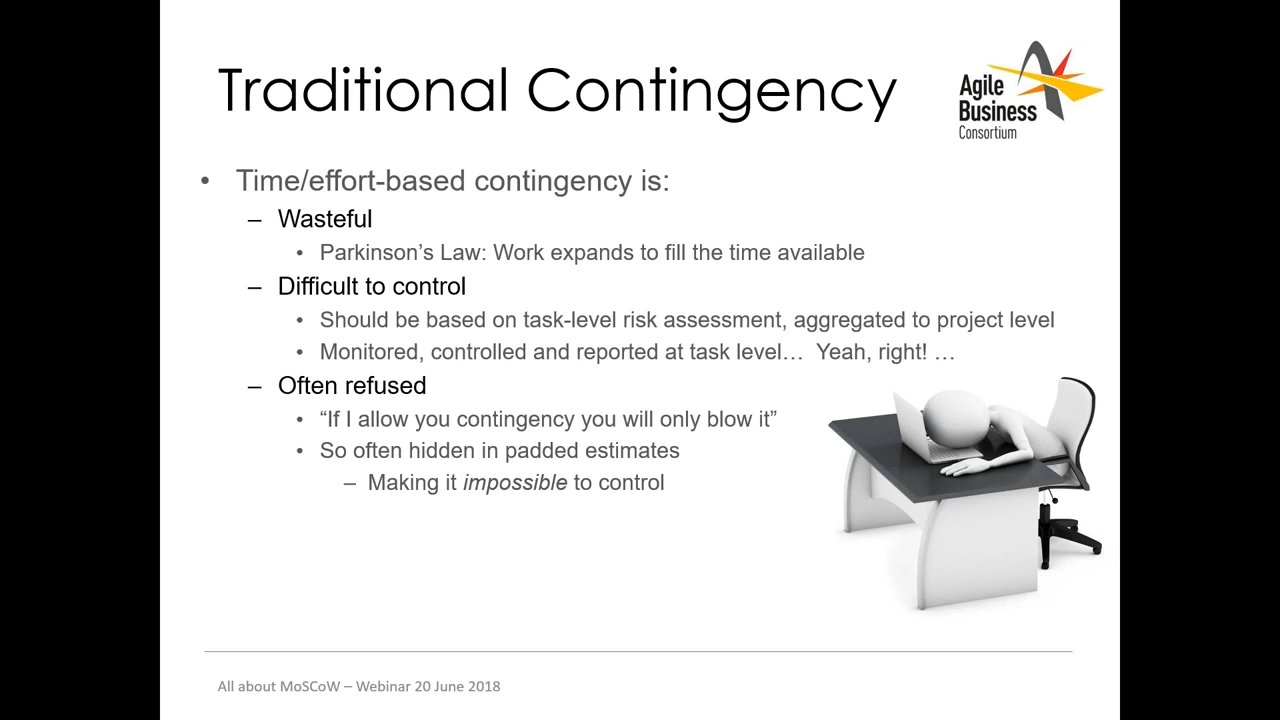 Traditional Contingency
Agile
Business
Consortium
• Time/effort-based contingency is:
– Wasteful
• Parkinson’s Law: Work expands to fill the time available
– Difficult to control
• Should be based on task-level risk assessment, aggregated to project level
• Monitored, controlled and reported at task level… Yeah, right! …
– Often refused
• “If I allow you contingency you will only blow it”
• So often hidden in padded estimates
– Making it impossible to control
All about MoSCoW – Webinar 20 June 2018